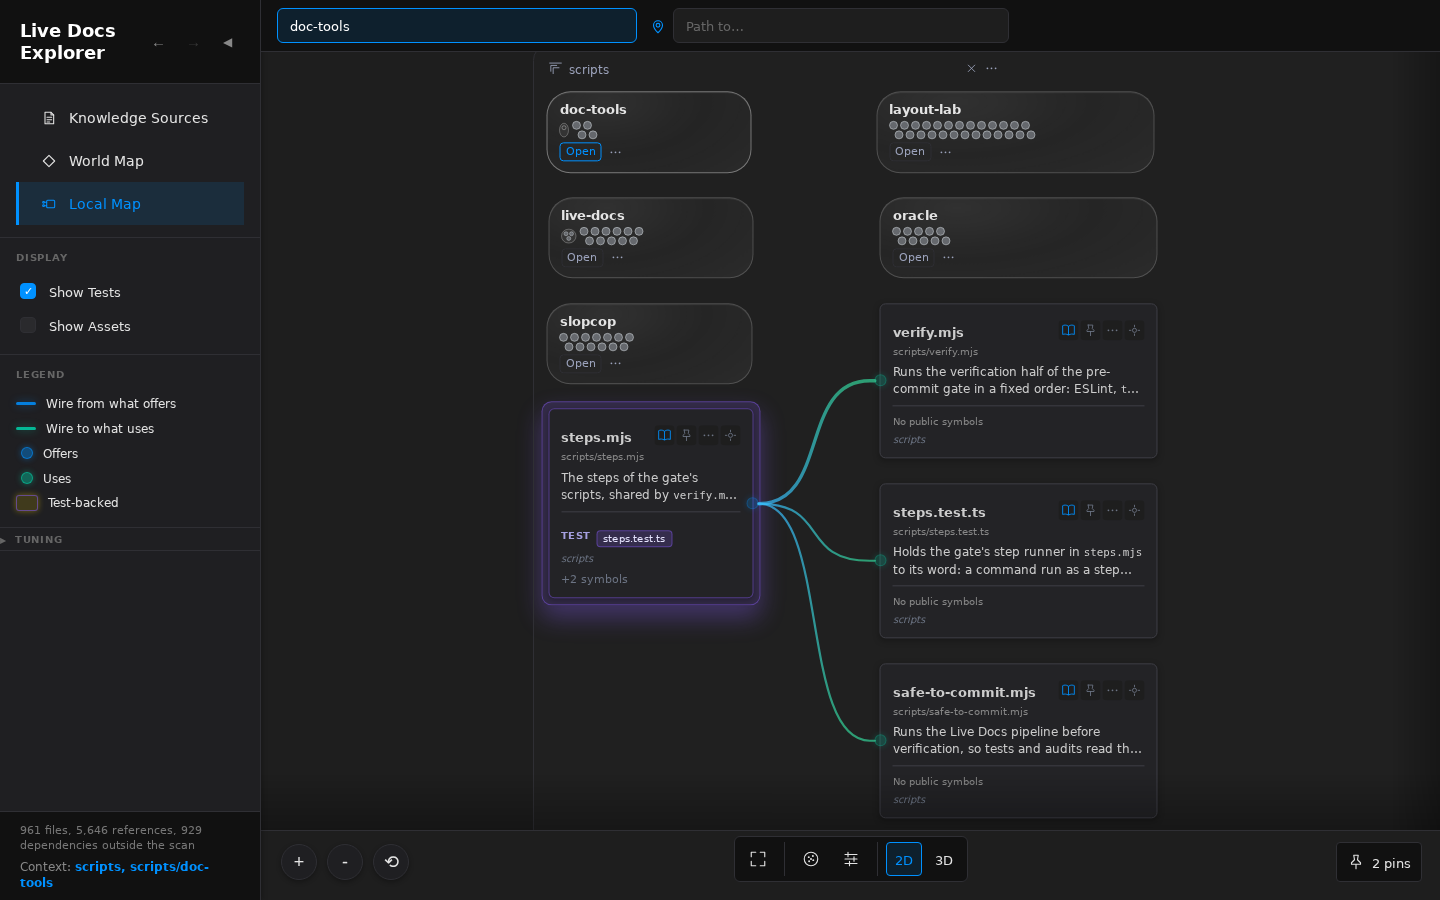 Live Docs
Explorer
Knowledge Sources
World Map
Local Map
DISPLAY
Show Tests
Show Assets
LEGEND
Wire from what offers
Wire to what uses
Offers
Uses
Test-backed
TUNING
961 files, 5,646 references, 929
dependencies outside the scan
Context: scripts, scripts/doc-
tools
doc-tools
Path to...
scripts
doc-tools
Open
layout-lab
Open
live-docs
Open
oracle
Open
slopcop
Open
steps.mjs
scripts/steps.mjs
The steps of the gate's
scripts, shared by verify.m…
TEST steps.test.ts
scripts
+2 symbols
verify.mjs
scripts/verify.mjs
Runs the verification half of the pre-
commit gate in a fixed order: ESLint, t…
No public symbols
scripts
steps.test.ts
scripts/steps.test.ts
Holds the gate's step runner in steps.mjs
to its word: a command run as a step…
No public symbols
scripts
safe-to-commit.mjs
scripts/safe-to-commit.mjs
Runs the Live Docs pipeline before
verification, so tests and audits read th…
No public symbols
scripts
+
-
2D
3D
2 pins